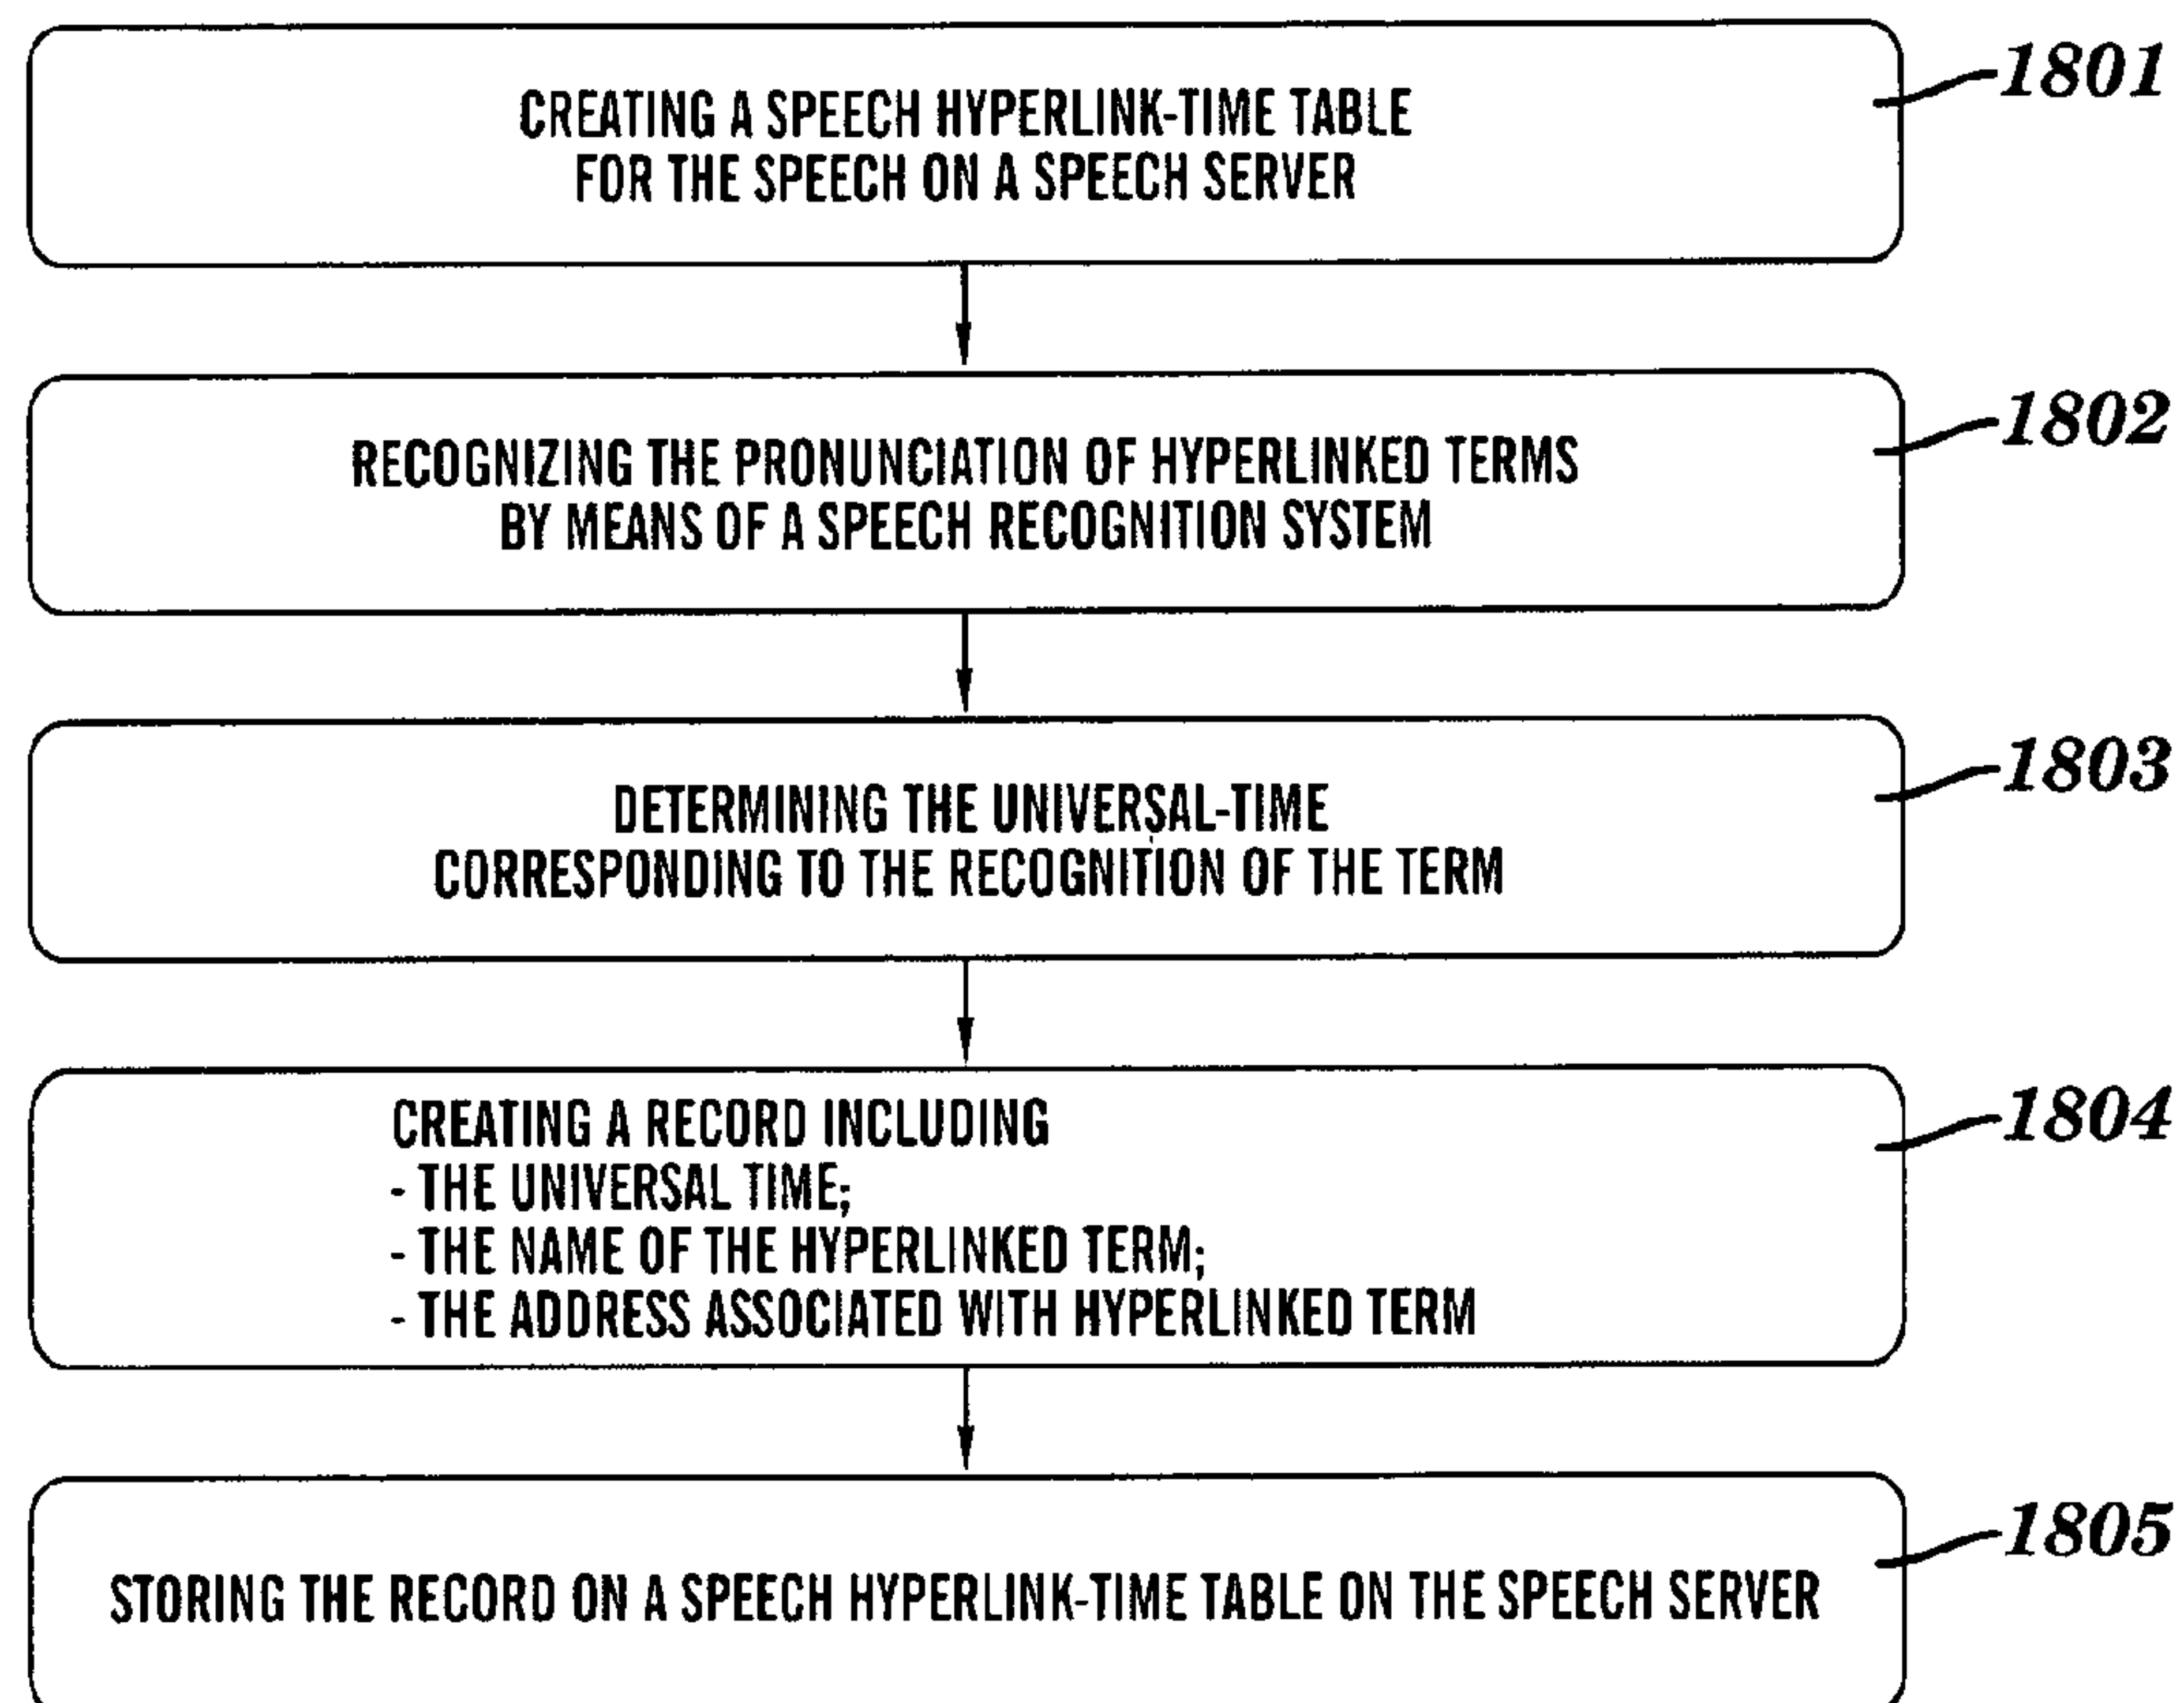 CREATING A SPEECH HYPERLINK-TIME TABLE
FOR THE SPEECH ON A SPEECH SERVER
1801
RECOGNIZING THE PRONUNCIATION OF HYPERLINKED TERMS
BY MEANS OF A SPEECH RECOGNITION SYSTEM
1802
DETERMINING THE UNIVERSAL-TIME
CORRESPONDING TO THE RECOGNITION OF THE TERM
1803
CREATING A RECORD INCLUDING
- THE UNIVERSAL TIME;
- THE NAME OF THE HYPERLINKED TERM;
- THE ADDRESS ASSOCIATED WITH HYPERLINKED TERM
1804
STORING THE RECORD ON A SPEECH HYPERLINK-TIME TABLE ON THE SPEECH SERVER
1805